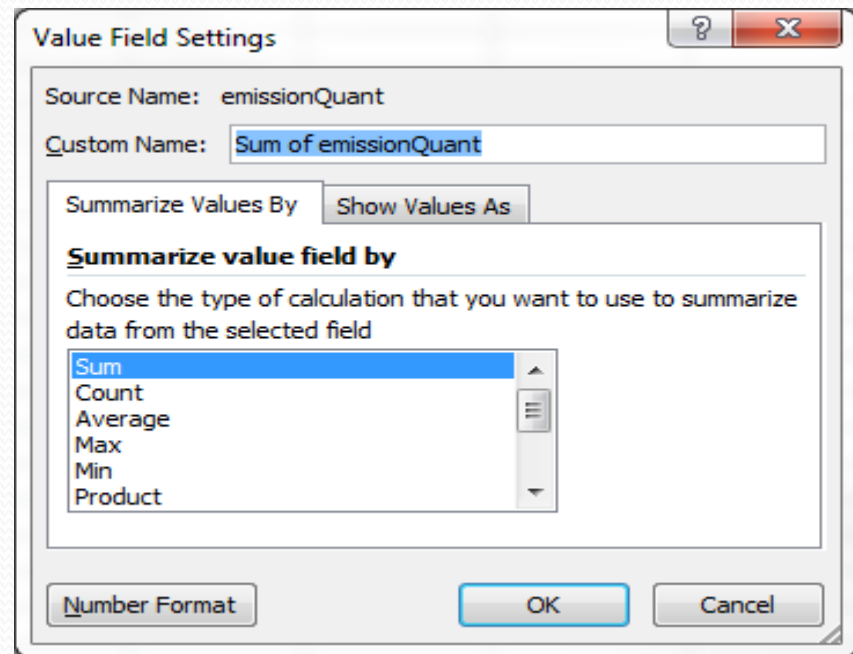 Value Field Settings
?
X
Source Name: emissionQuant
Custom Name: Sum of emissionQuant
Summarize Values By
Show Values As
Summarize value field by
Choose the type of calculation that you want to use to summarize
data from the selected field
Sum
Count
Average
Max
Min
Product
Number Format
OK
Cancel